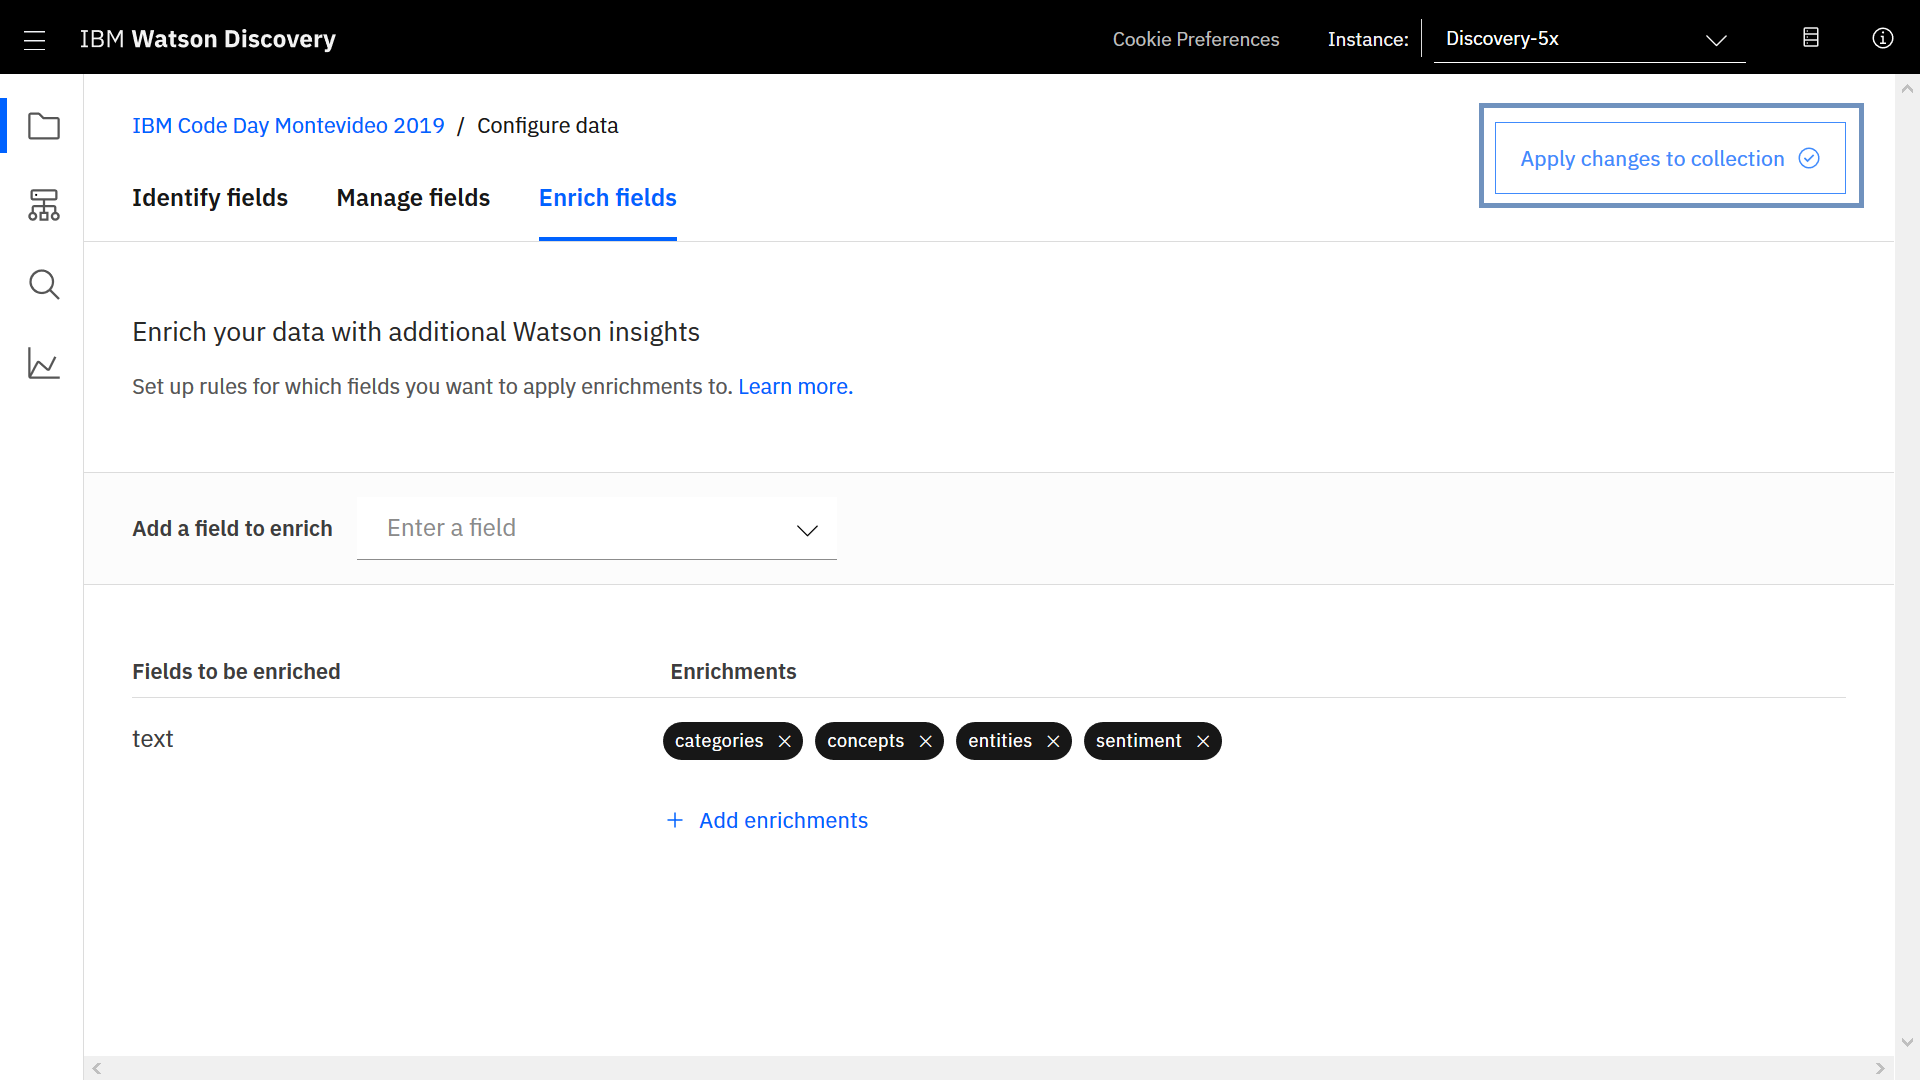 IBM Watson Discovery
Cookie Preferences
Instance:
Discovery-5x
IBM Code Day Montevideo 2019 / Configure data
Apply changes to collection
Identify fields
Manage fields
Enrich fields
Enrich your data with additional Watson insights
Set up rules for which fields you want to apply enrichments to. Learn more.
Add a field to enrich
Enter a field
Fields to be enriched
Enrichments
text
categories
concepts
entities
sentiment
+ Add enrichments